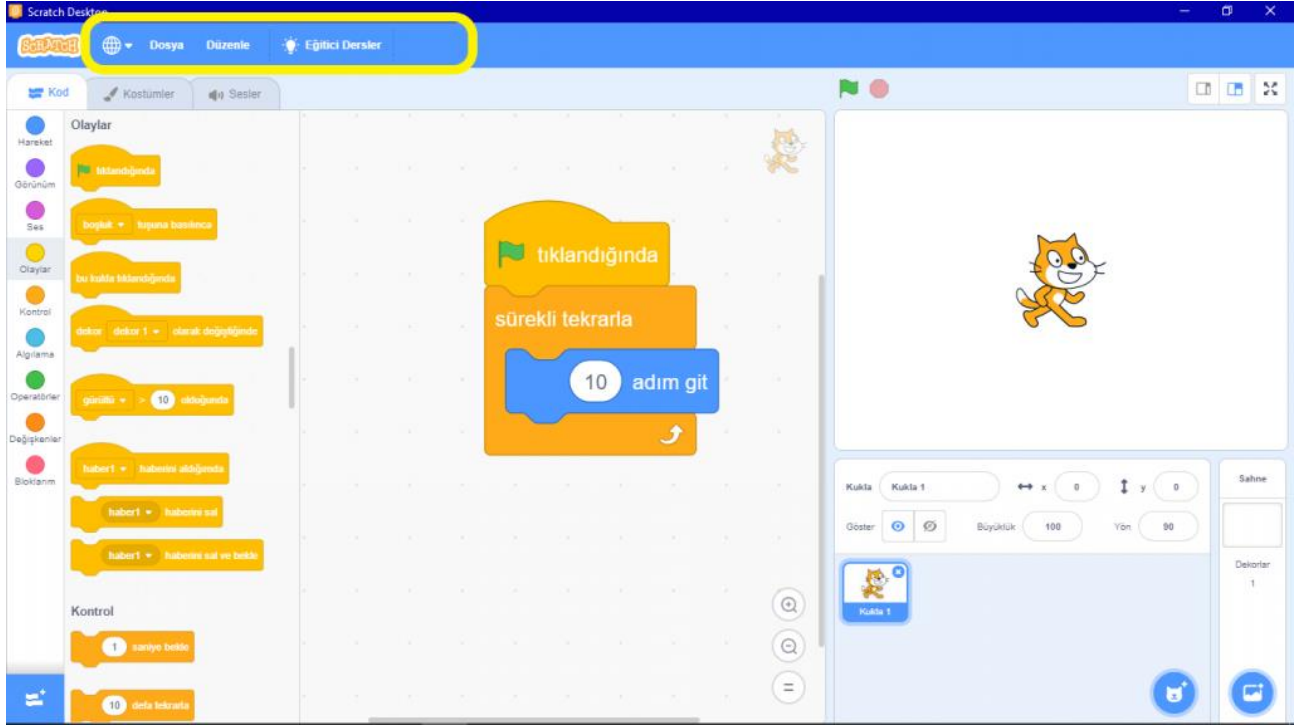 Scratch Desktop
SCRATCH
Dosya Düzenle Eğitici Dersler
Kod Kostümler Sesler
Hareket
Görünüm
Ses
Olaylar
Kontrol
Algılama
Operatörler
Değişkenler
Bloklarım
Olaylar
tıklandığında
boşluk tuşuna basılınca
bu kukla tıklandığında
dekor dekor 1 olarak değiştiğinde
gürültü > 10 olduğunda
haber1 haberini aldığımda
haber1 haberini sal
haber1 haberini sal ve bekle
Kontrol
1 saniye bekle
10 defa tekrarla
tıklandığında
sürekli tekrarla
10 adım git
Kukla Kukla 1 x 0 y 0
Göster Büyüklük 100 Yön 90
Kukla 1
Sahne
Dekorlar
1